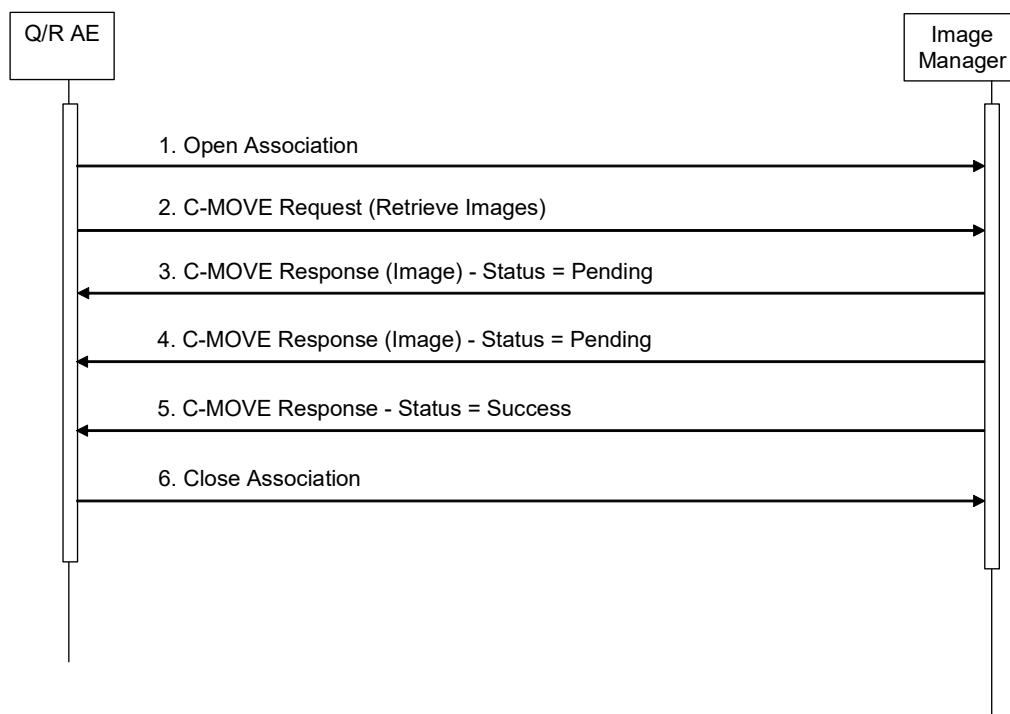 Q/R AE
Image
Manager
1. Open Association
2. C-MOVE Request (Retrieve Images)
3. C-MOVE Response (Image) - Status = Pending
4. C-MOVE Response (Image) - Status = Pending
5. C-MOVE Response - Status = Success
6. Close Association